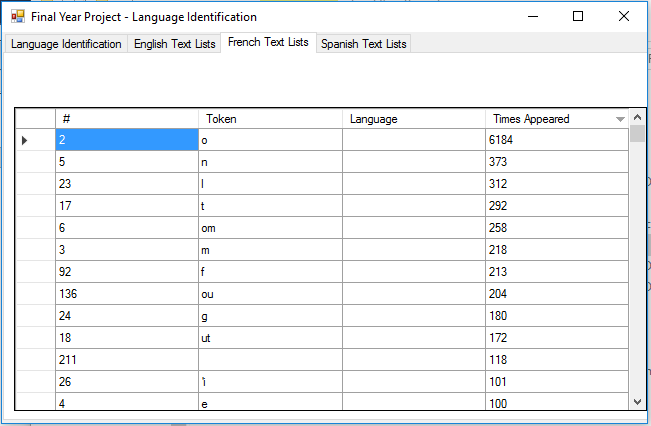 Final Year Project - Language Identification
Language Identification English Text Lists French Text Lists Spanish Text Lists
# Token Language Times Appeared
2 o 6184
5 n 373
23 l 312
17 t 292
6 om 258
3 m 218
92 f 213
136 ou 204
24 g 180
18 ut 172
211 118
26 101
4 e 100